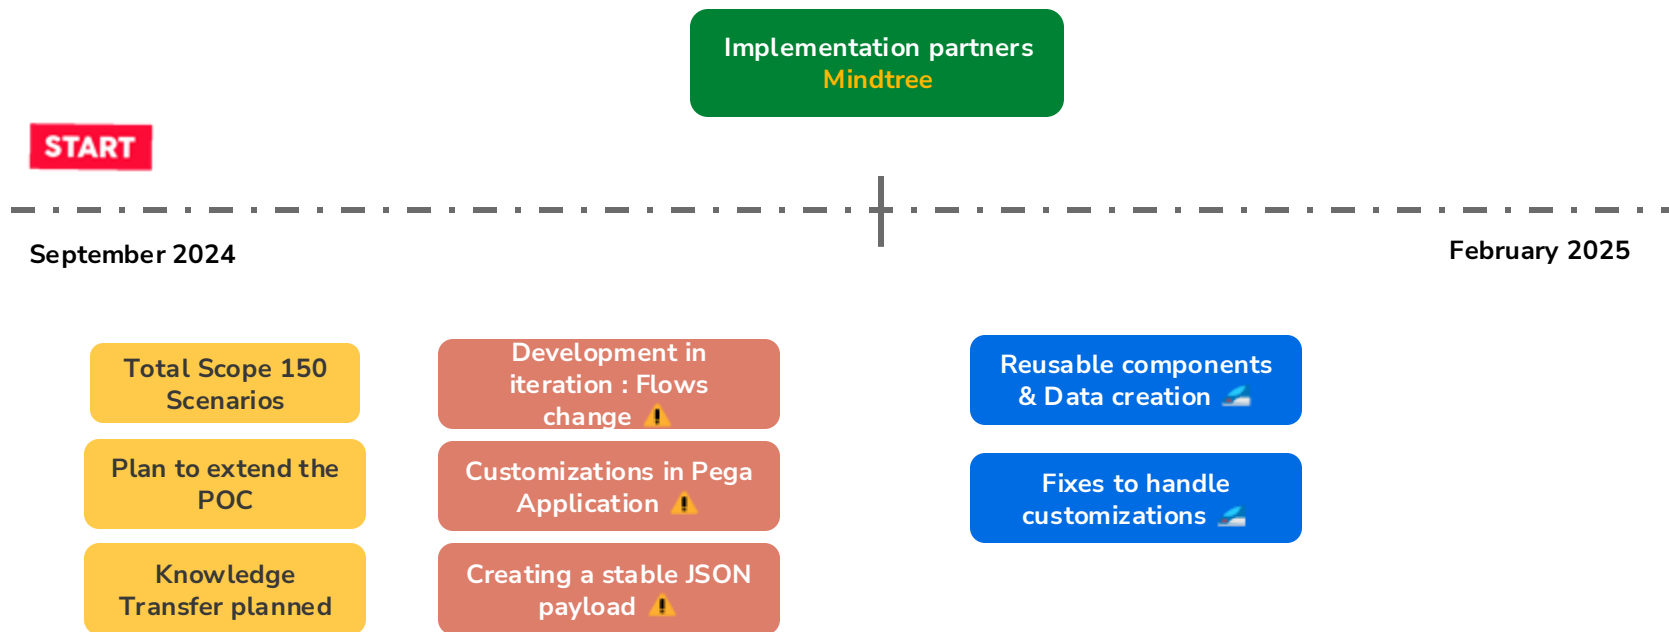 Implementation partners
Mindtree
START
September 2024
February 2025
Total Scope 150
Scenarios
Plan to extend the
POC
Knowledge
Transfer planned
Development in
iteration : Flows
change ⚠️
Customizations in Pega
Application ⚠️
Creating a stable JSON
payload ⚠️
Reusable components
& Data creation
Fixes to handle
customizations